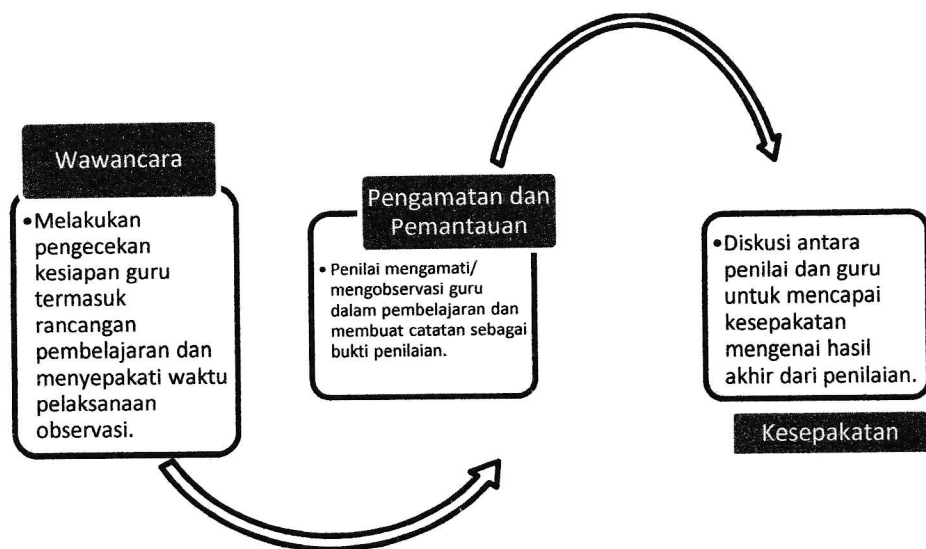 Wawancara
•Melakukan
pengecekan
kesiapan guru
termasuk
rancangan
pembelajaran dan
menyepakati waktu
pelaksanaan
observasi.
Pengamatan dan
Pemantauan
• Penilai mengamati/
mengobservasi guru
dalam pembelajaran dan
membuat catatan sebagai
bukti penilaian.
•Diskusi antara
penilai dan guru
untuk mencapai
kesepakatan
mengenai hasil
akhir dari penilaian.
Kesepakatan